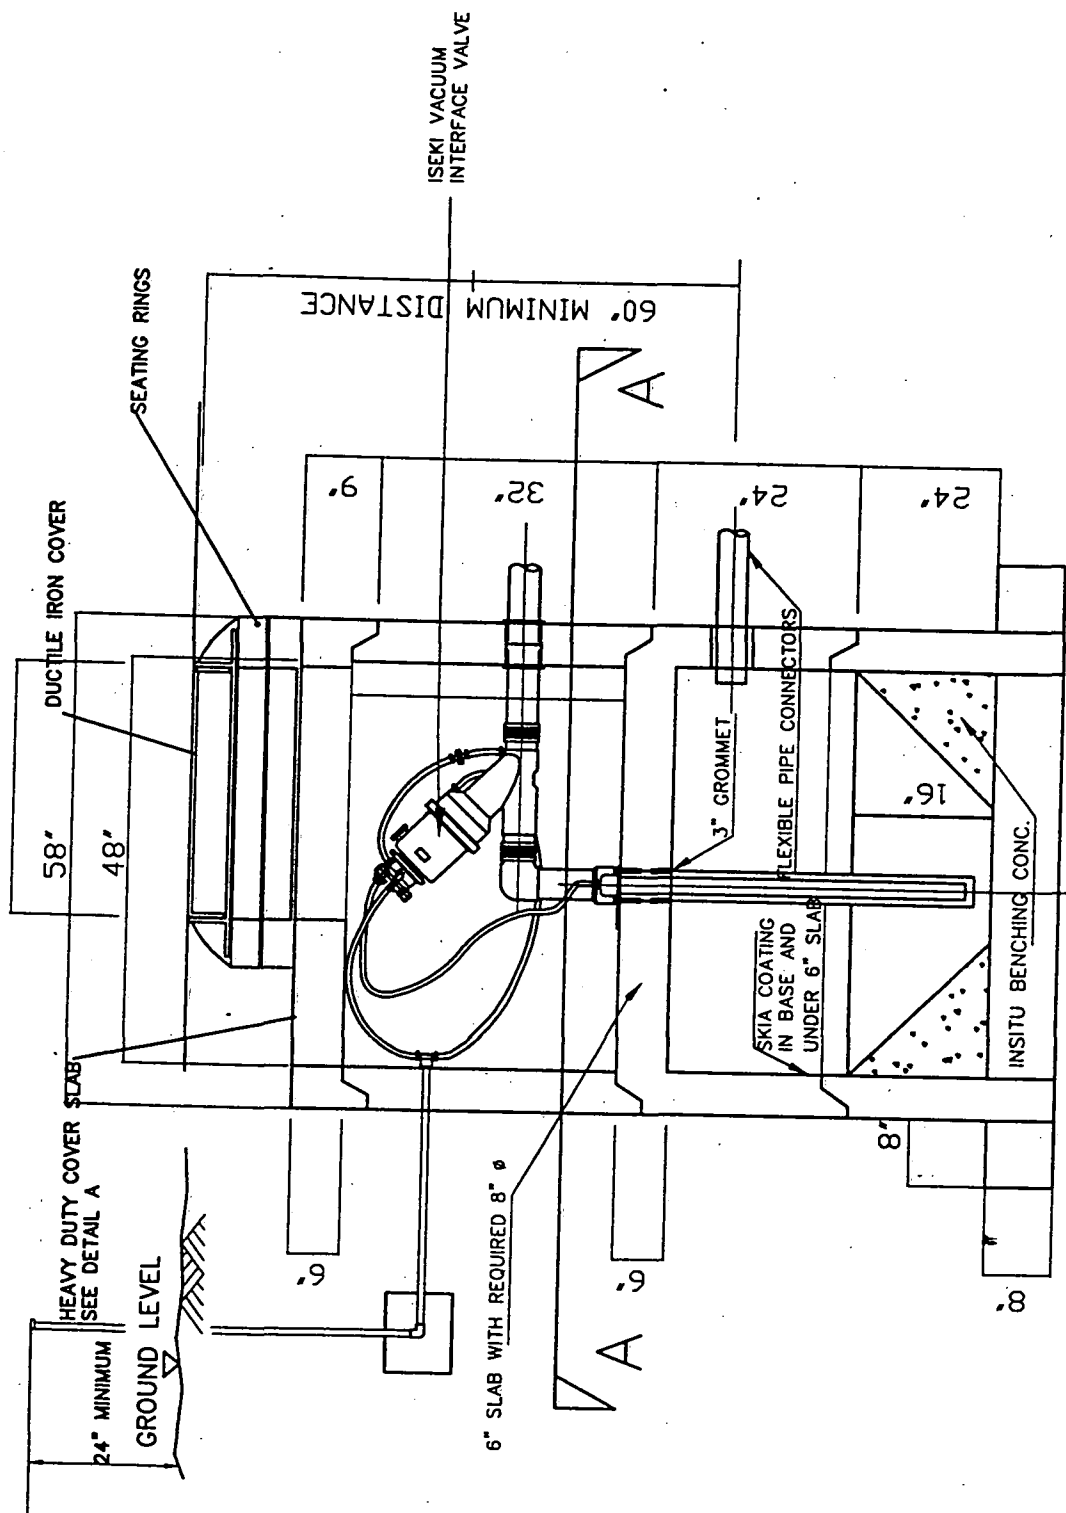 ISEKI VACUUM
INTERFACE VALVE
SEATING RINGS
DUCTILE IRON COVER
60" MINIMUM DISTANCE
58"
48"
9"
32"
24"
24"
A
HEAVY DUTY COVER SLAB
SEE DETAIL A
24" MINIMUM
GROUND LEVEL
3" GROMMET
FLEXIBLE PIPE CONNECTORS
16"
SKIA COATING
IN BASE AND
UNDER 6" SLAB
INSITU BENCHING CONC.
6" SLAB WITH REQUIRED 8" ø
6"
6"
8"
8"
A